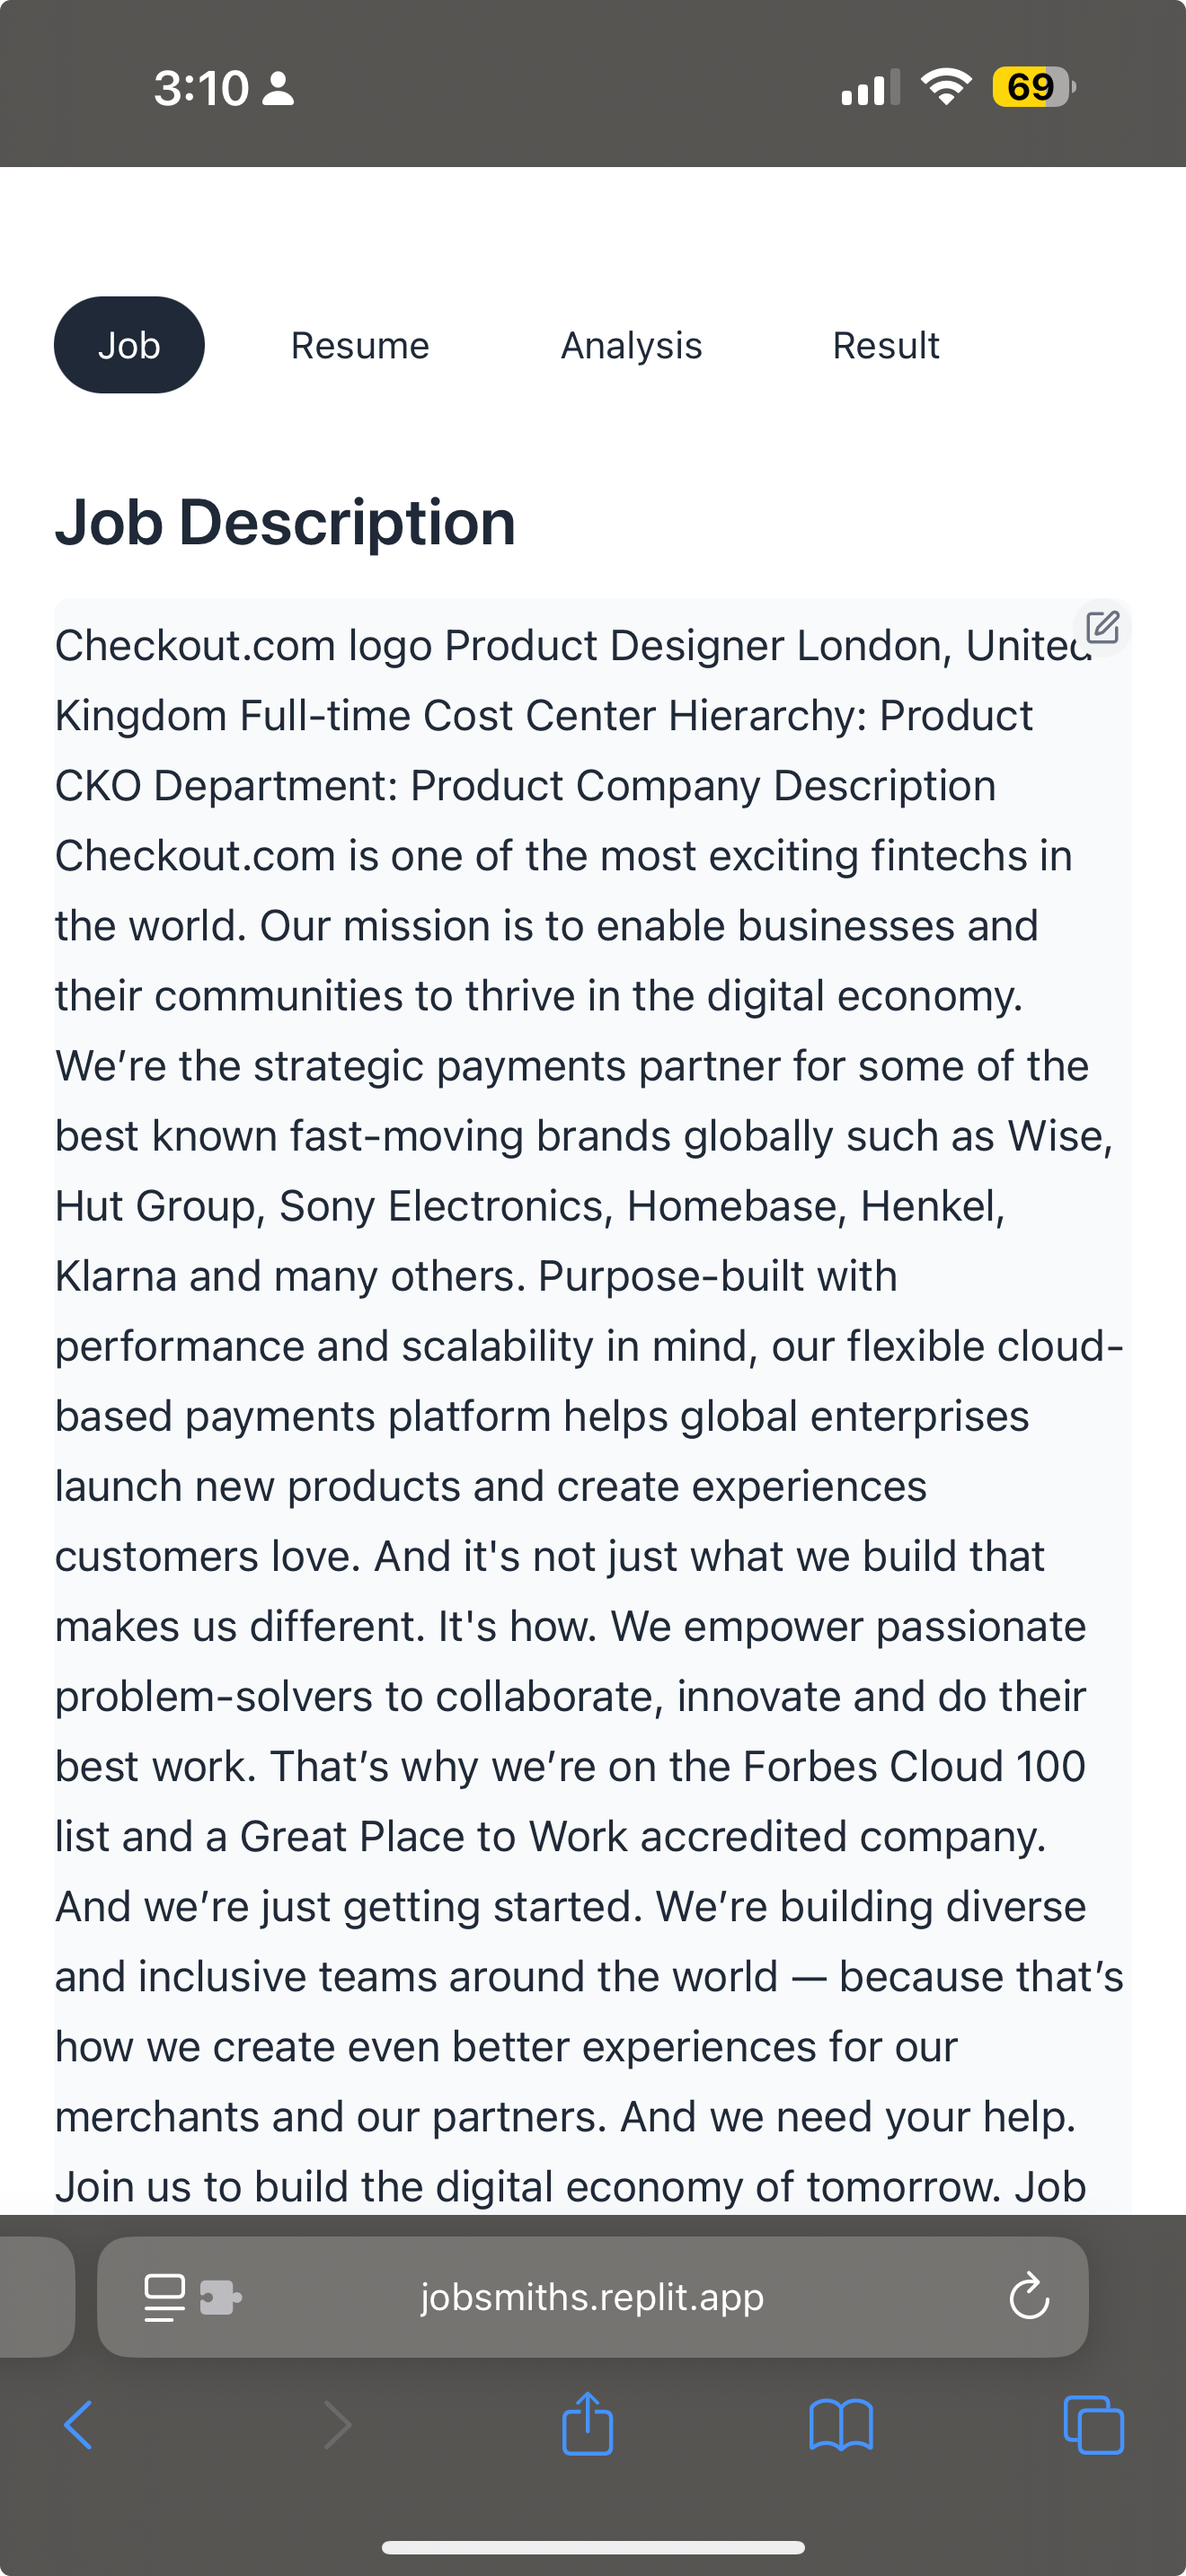 3:10
69
Job
Resume
Analysis
Result
Job Description
Checkout.com logo Product Designer London, United
Kingdom Full-time Cost Center Hierarchy: Product
CKO Department: Product Company Description
Checkout.com is one of the most exciting fintechs in
the world. Our mission is to enable businesses and
their communities to thrive in the digital economy.
We’re the strategic payments partner for some of the
best known fast-moving brands globally such as Wise,
Hut Group, Sony Electronics, Homebase, Henkel,
Klarna and many others. Purpose-built with
performance and scalability in mind, our flexible cloud-
based payments platform helps global enterprises
launch new products and create experiences
customers love. And it's not just what we build that
makes us different. It's how. We empower passionate
problem-solvers to collaborate, innovate and do their
best work. That’s why we’re on the Forbes Cloud 100
list and a Great Place to Work accredited company.
And we’re just getting started. We’re building diverse
and inclusive teams around the world — because that’s
how we create even better experiences for our
merchants and our partners. And we need your help.
Join us to build the digital economy of tomorrow. Job
jobsmiths.replit.app